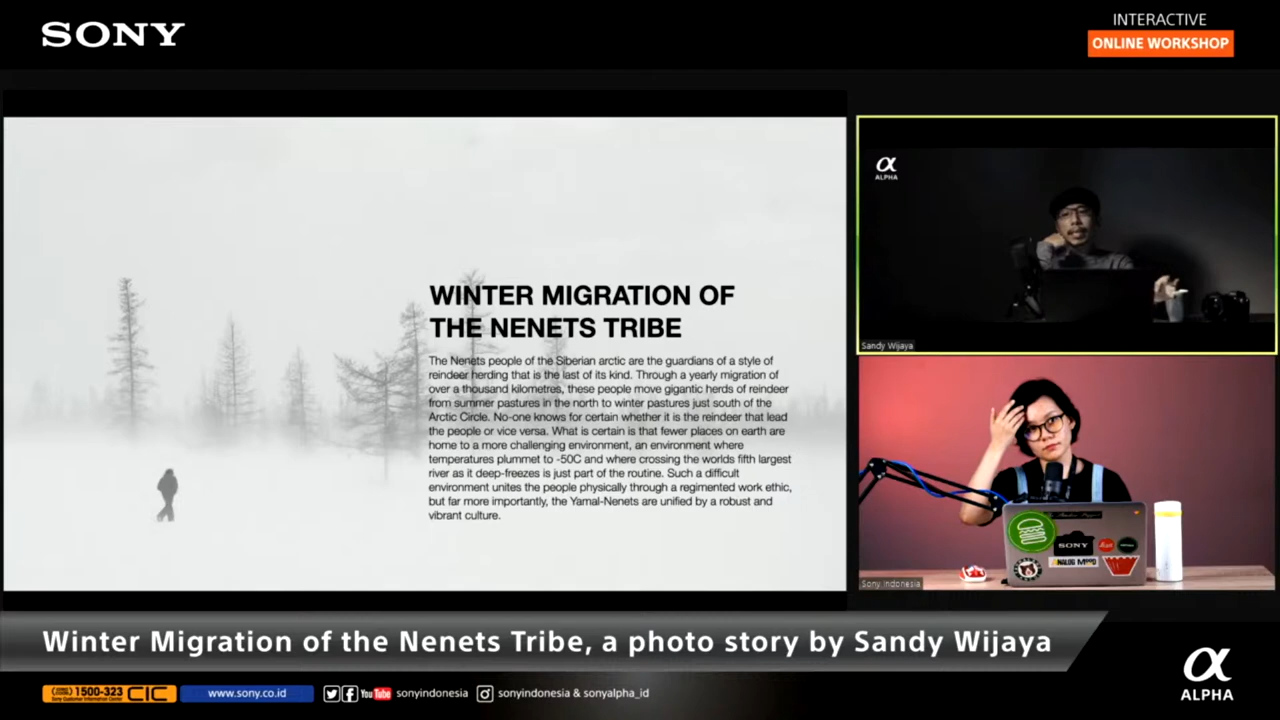 SONY
INTERACTIVE
ONLINE WORKSHOP
WINTER MIGRATION OF
THE NENETS TRIBE
The Nenets people of the Siberian arctic are the guardians of a style of
reindeer herding that is the last of its kind. Through a yearly migration of
over a thousand kilometres, these people move gigantic herds of reindeer
from summer pastures in the north to winter pastures just south of the
Arctic Circle. No-one knows for certain whether it is the reindeer that lead
the people or vice versa. What is certain is that fewer places on earth are
home to a more challenging environment, an environment where
temperatures plummet to -50C and where crossing the worlds fifth largest
river as it deep-freezes is just part of the routine. Such a difficult
environment unites the people physically through a regimented work ethic,
but far more importantly, the Yamal-Nenets are unified by a robust and
vibrant culture.
α
ALPHA
Sandy Wijaya
SONY
ANALOG MIND
Sony Indonesia
Winter Migration of the Nenets Tribe, a photo story by Sandy Wijaya
1500-323
Sony Customer Information Center
CIC
www.sony.co.id
YouTube
sonyindonesia
sonyindonesia & sonyalpha_id
α
ALPHA